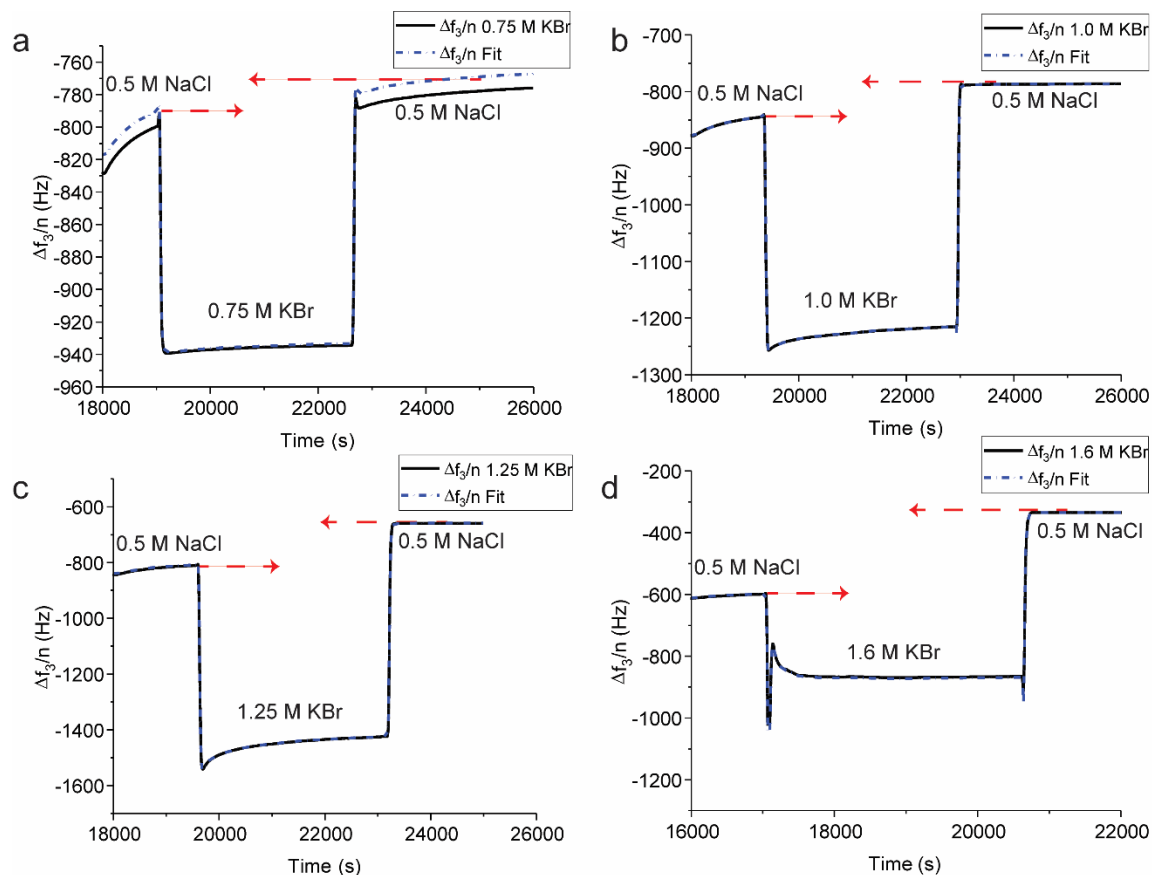 a
Δf3/n 0.75 M KBr
Δf3/n Fit
-760
-780
-800
-820
-840
-860
-880
-900
-920
-940
-960
Δf3/n (Hz)
0.5 M NaCl
0.5 M NaCl
0.75 M KBr
18000 20000 22000 24000 26000
Time (s)
b
Δf3/n 1.0 M KBr
Δf3/n Fit
-700
-800
-900
-1000
-1100
-1200
-1300
Δf3/n (Hz)
0.5 M NaCl
0.5 M NaCl
1.0 M KBr
18000 20000 22000 24000 26000
Time (s)
c
Δf3/n 1.25 M KBr
Δf3/n Fit
-600
-800
-1000
-1200
-1400
-1600
Δf3/n (Hz)
0.5 M NaCl
0.5 M NaCl
1.25 M KBr
18000 20000 22000 24000 26000
Time (s)
d
Δf3/n 1.6 M KBr
Δf3/n Fit
-200
-400
-600
-800
-1000
-1200
Δf3/n (Hz)
0.5 M NaCl
0.5 M NaCl
1.6 M KBr
16000 18000 20000 22000
Time (s)